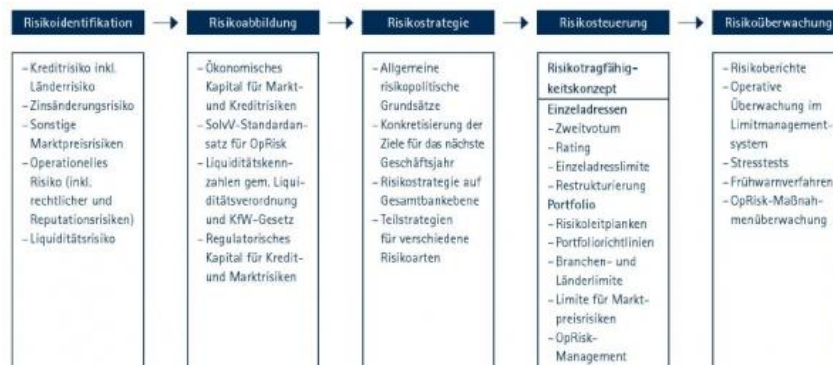 Risikoidentifikation
Risikoabbildung
Risikostrategie
Risikosteuerung
Risikoüberwachung
– Kreditrisiko inkl.
Länderrisiko
– Zinsänderungsrisiko
– Sonstige
Marktpreisrisiken
– Operationelles
Risiko (inkl.
rechtlicher und
Reputationsrisiken)
– Liquiditätsrisiko
– Ökonomisches
Kapital für Markt-
und Kreditrisiken
– SolvV-Standardan-
satz für OpRisk
– Liquiditätskenn-
zahlen gem. Liqui-
ditätsverordnung
und KfW-Gesetz
– Regulatorisches
Kapital für Kredit-
und Marktrisiken
– Allgemeine
risikopolitische
Grundsätze
– Konkretisierung der
Ziele für das nächste
Geschäftsjahr
– Risikostrategie auf
Gesamtbankebene
– Teilstrategien
für verschiedene
Risikoarten
Risikotragfähig-
keitskonzept
Einzeladressen
– Zweitvotum
– Rating
– Einzeladresslimite
– Restrukturierung
Portfolio
– Risikoleitplanken
– Portfoliorichtlinien
– Branchen- und
Länderlimite
– Limite für Markt-
preisrisiken
– OpRisk-
Management
– Risikoberichte
– Operative
Überwachung im
Limitmanagement-
system
– Stresstests
– Frühwarnverfahren
– OpRisk-Maßnah-
menüberwachung